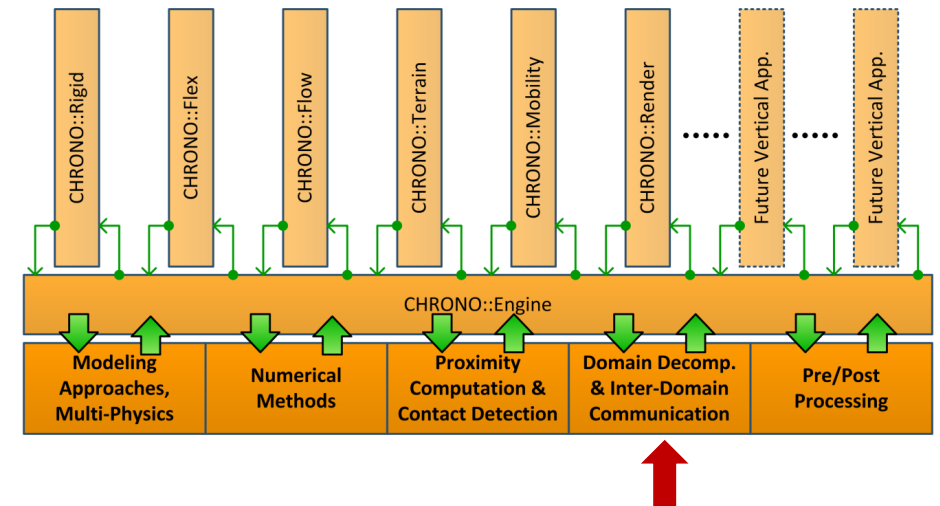 CHRONO::Rigid
CHRONO::Flex
CHRONO::Flow
CHRONO::Terrain
CHRONO::Mobility
CHRONO::Render
Future Vertical App.
Future Vertical App.
CHRONO::Engine
Modeling
Approaches,
Multi-Physics
Numerical
Methods
Proximity
Computation &
Contact Detection
Domain Decomp.
& Inter-Domain
Communication
Pre/Post
Processing